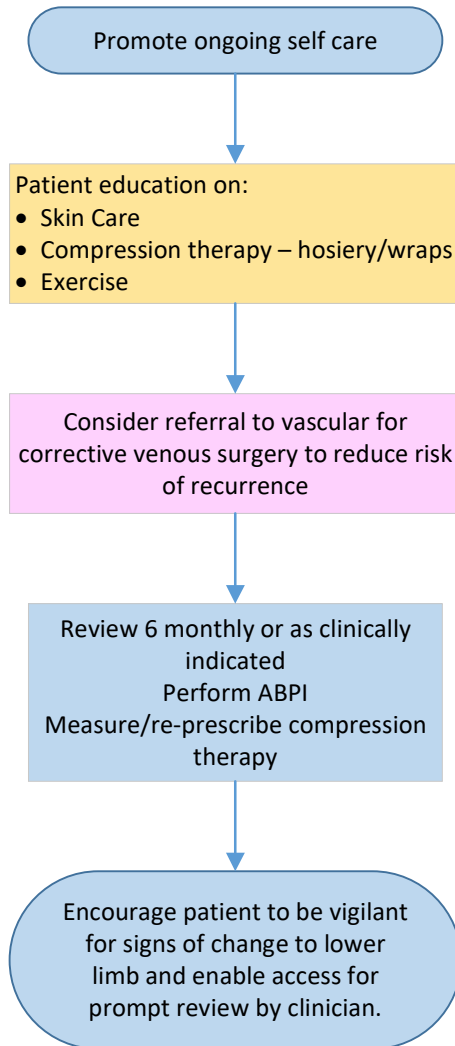 Promote ongoing self care
Patient education on:
• Skin Care
• Compression therapy – hosiery/wraps
• Exercise
Consider referral to vascular for
corrective venous surgery to reduce risk
of recurrence
Review 6 monthly or as clinically
indicated
Perform ABPI
Measure/re-prescribe compression
therapy
Encourage patient to be vigilant
for signs of change to lower
limb and enable access for
prompt review by clinician.